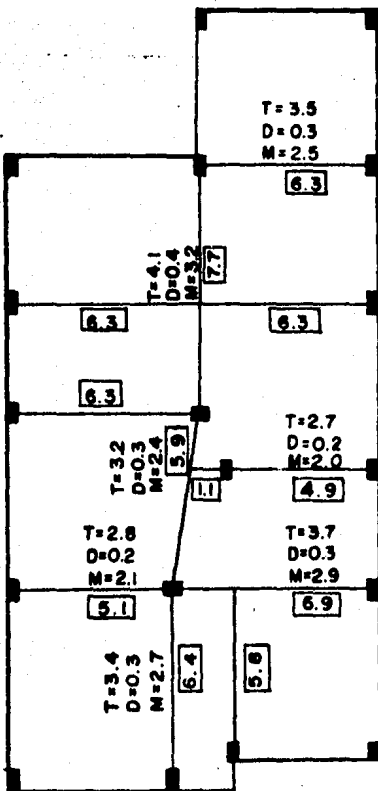 T=3.5
D=0.3
M=2.5
6.3
T=4.1
D=0.4
M=3.2
7.7
6.3
6.3
6.3
T=3.2
D=0.3
M=2.4
5.9
T=2.7
D=0.2
M=2.0
1.1
4.9
T=2.8
D=0.2
M=2.1
5.1
T=3.7
D=0.3
M=2.9
6.9
T=3.4
D=0.3
M=2.7
6.4
5.8